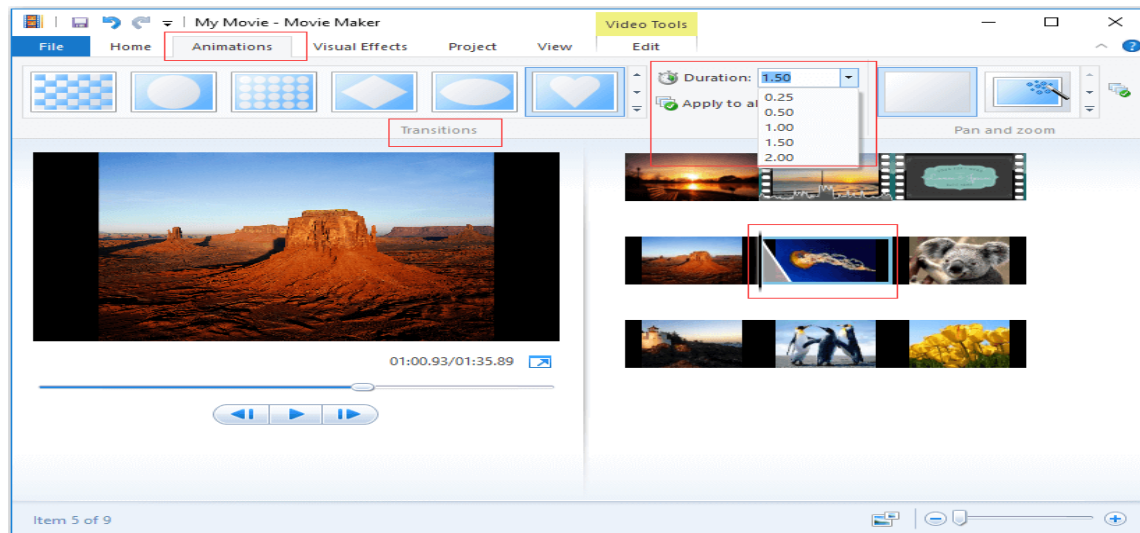 My Movie - Movie Maker
Video Tools
File Home Animations Visual Effects Project View Edit
Duration: 1.50
Apply to al
0.25
0.50
1.00
1.50
2.00
Transitions
Pan and zoom
01:00.93/01:35.89
Item 5 of 9